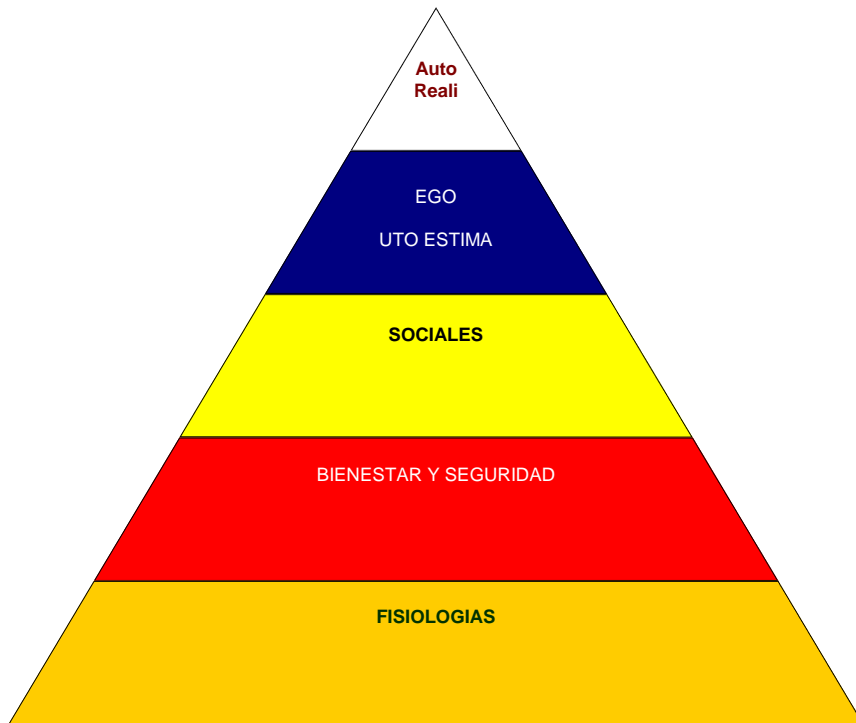 Auto
Reali
EGO
UTO ESTIMA
SOCIALES
BIENESTAR Y SEGURIDAD
FISIOLOGIAS